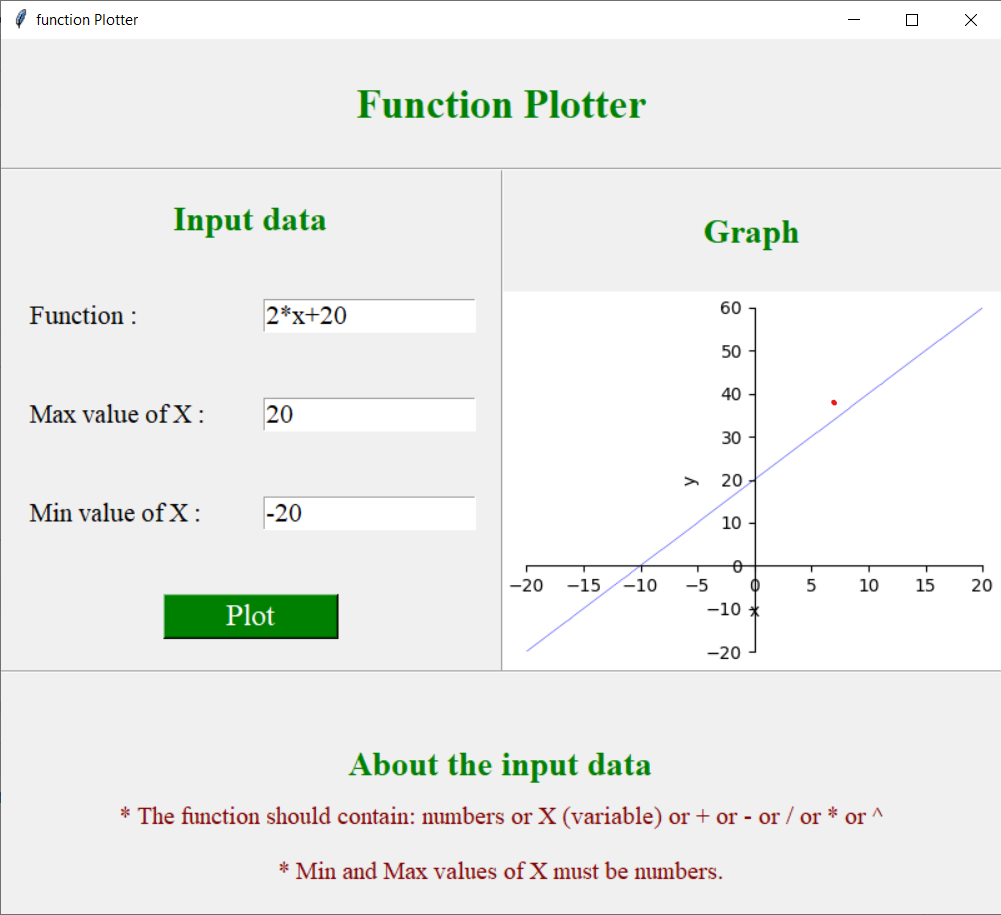 function Plotter
Function Plotter
Input data
Function :
2*x+20
Max value of X :
20
Min value of X :
-20
Plot
Graph
60
50
40
30
y
20
10
0
−20 −15 −10 −5 0 5 10 15 20
−10
x
−20
About the input data
* The function should contain: numbers or X (variable) or + or - or / or * or ^
* Min and Max values of X must be numbers.